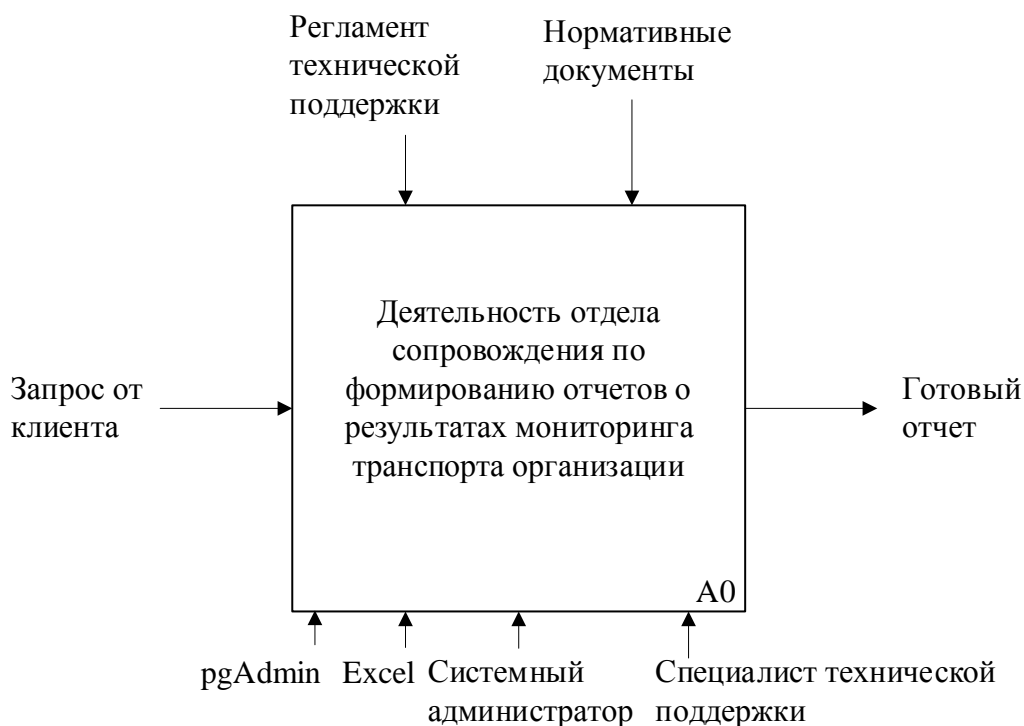 Регламент
технической
поддержки
Нормативные
документы
Деятельность отдела
сопровождения по
формированию отчетов о
результатах мониторинга
транспорта организации
Запрос от
клиента
Готовый
отчет
A0
pgAdmin
Excel
Системный
администратор
Специалист технической
поддержки